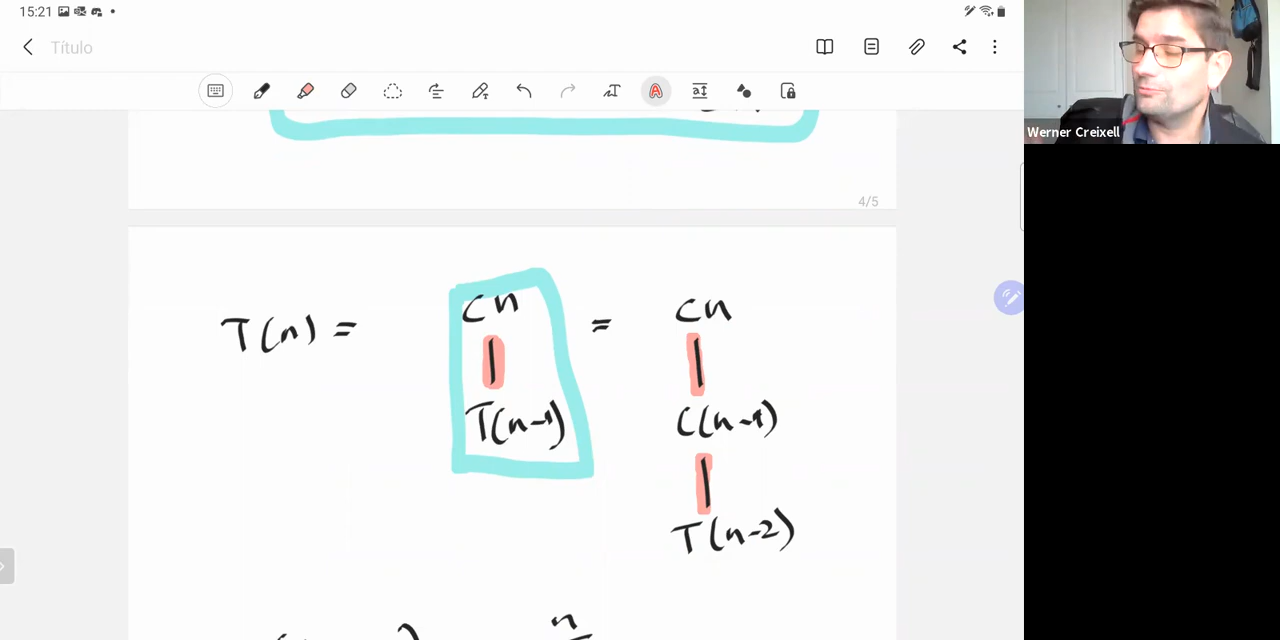 15:21
Título
Werner Creixell
4/5
T(n) = cn = cn
T(n-1) c(n-1)
T(n-2)
n